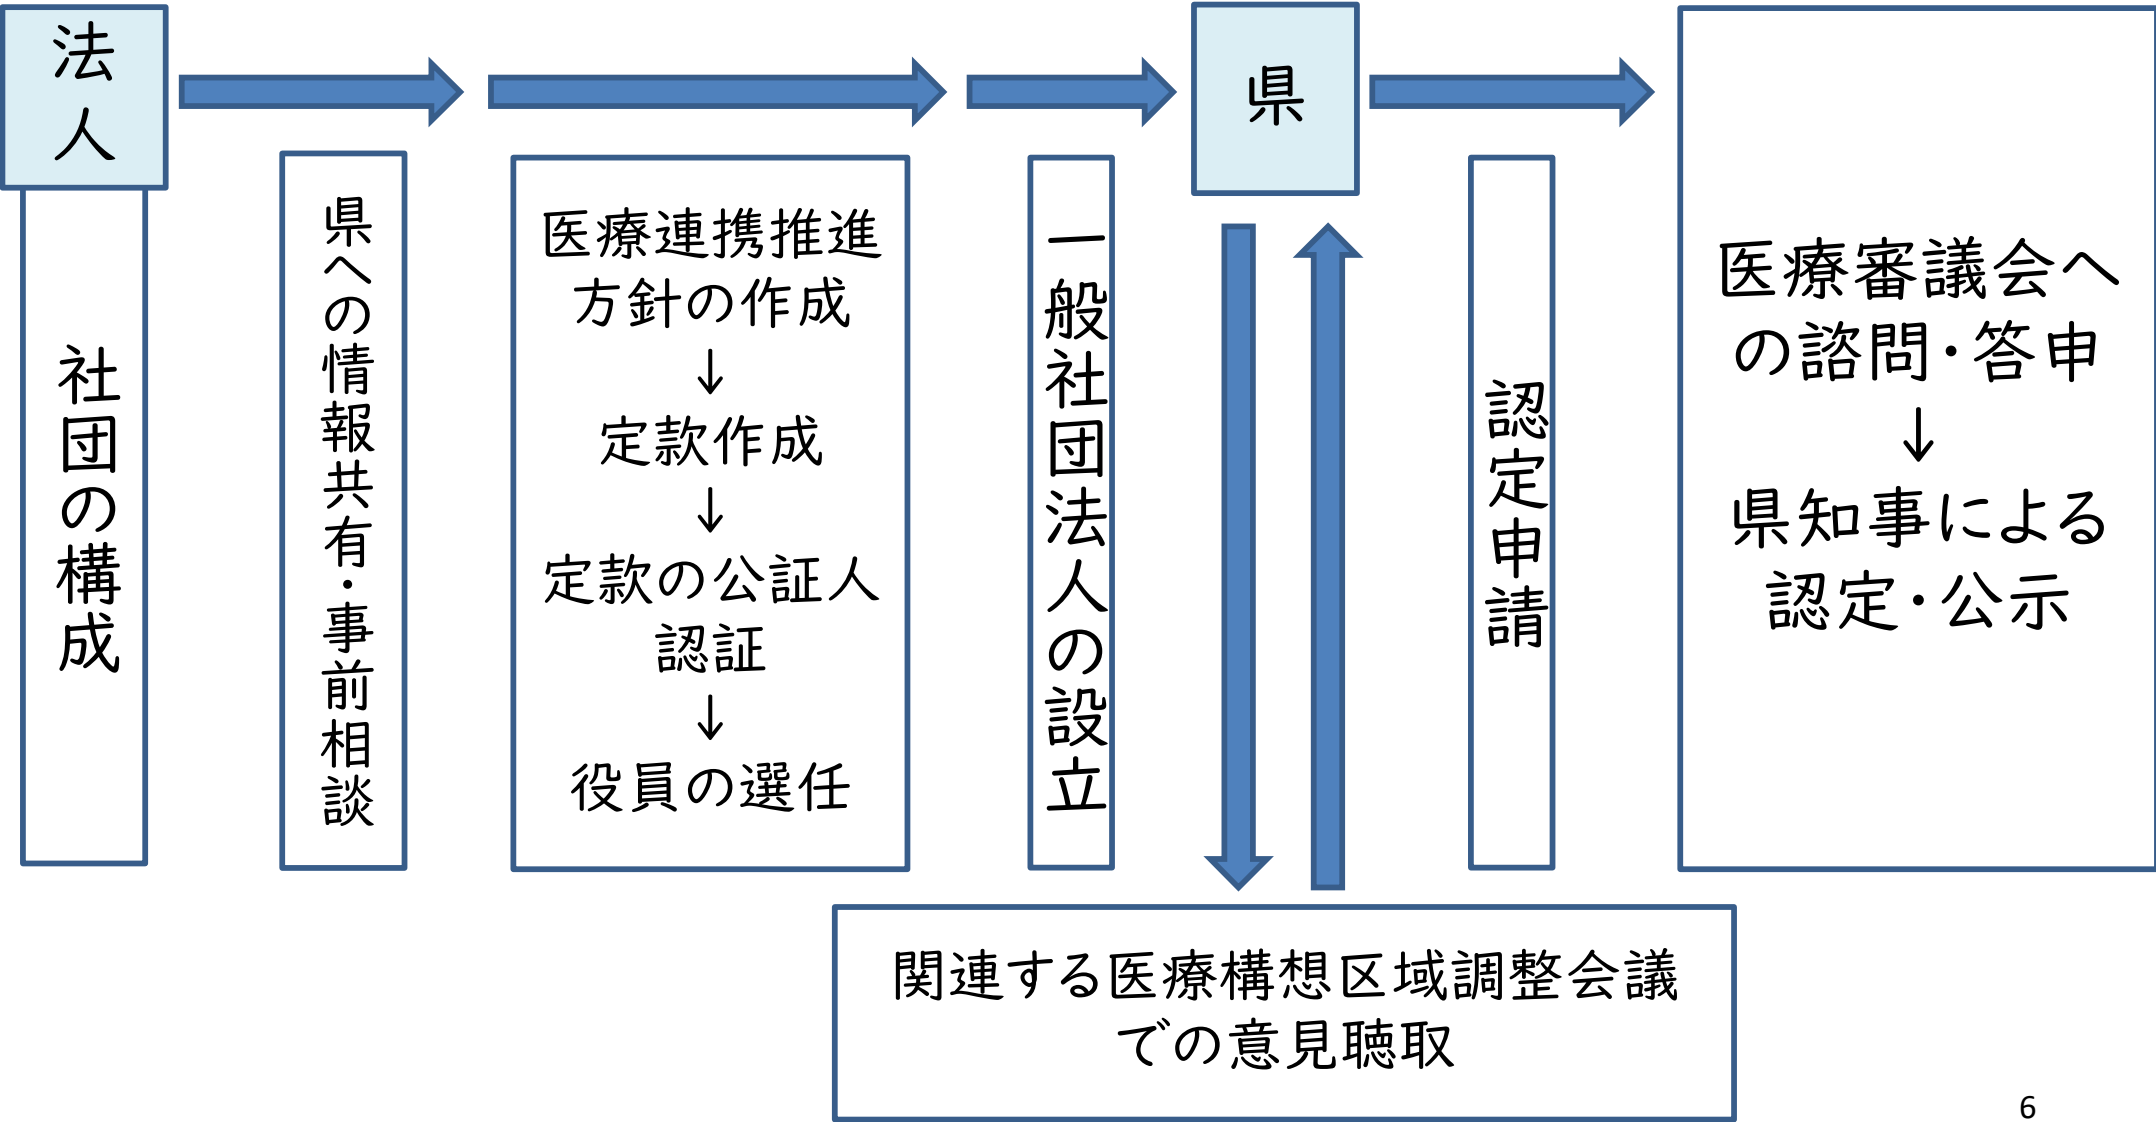 法
人
社団の構成
県への情報共有・事前相談
医療連携推進
方針の作成
↓
定款作成
↓
定款の公証人
認証
↓
役員の選任
一般社団法人の設立
県
関連する医療構想区域調整会議
での意見聴取
認定申請
医療審議会へ
の諮問・答申
↓
県知事による
認定・公示
6